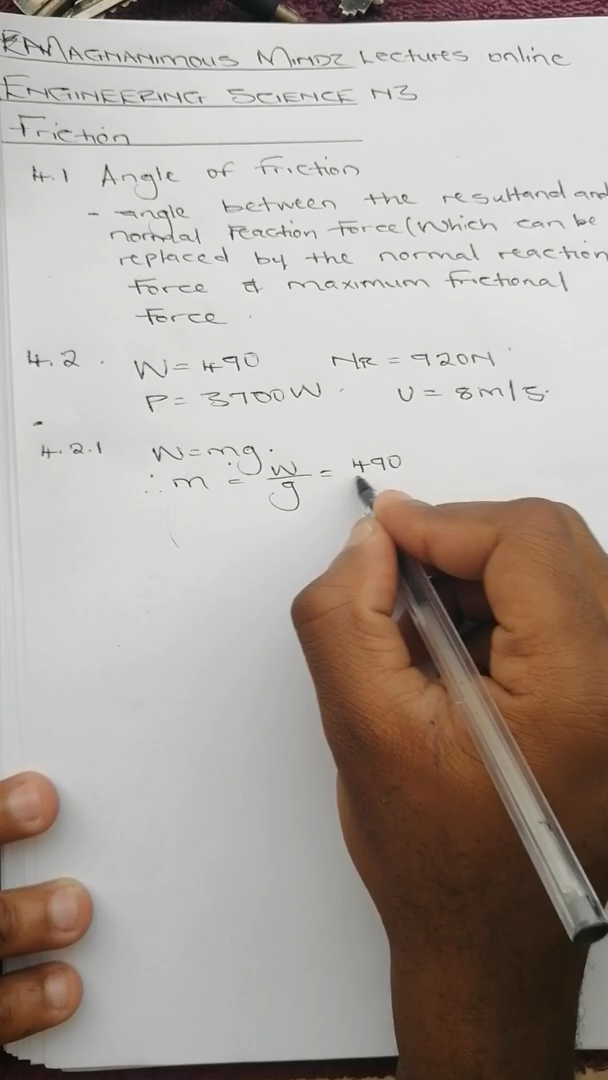 RAMAGNANIMOUS MINDZ Lectures online
ENGINEERING SCIENCE N3
Friction
4.1 Angle of friction
- angle between the resultand and
normdal reaction force (which can be
replaced by the normal reaction
force & maximum frictional
force.
4.2. W = 490 NR = 920N
P = 3700W. U = 8m/s.
4.2.1 W = mg.
∴ m = W/g = 490